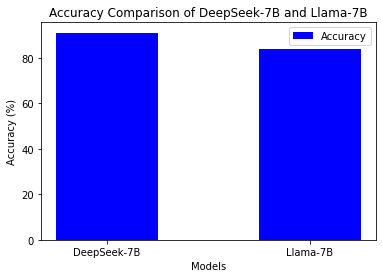 Accuracy Comparison of DeepSeek-7B and Llama-7B
Accuracy
80
60
40
20
0
Accuracy (%)
DeepSeek-7B
Llama-7B
Models